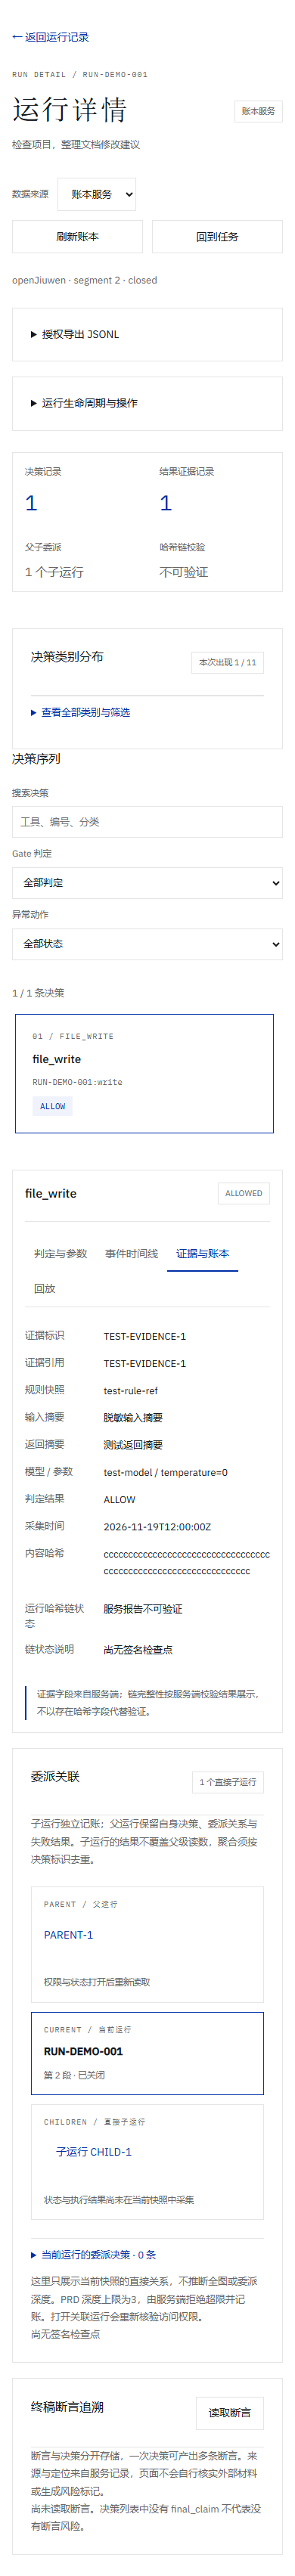 ← 返回运行记录
RUN DETAIL / RUN-DEMO-001
运行详情
账本服务
检查项目，整理文档修改建议
数据来源
账本服务
刷新账本
回到任务
openJiuwen · segment 2 · closed
▶ 授权导出 JSONL
▶ 运行生命周期与操作
决策记录
结果证据记录
1
1
父子委派
哈希链校验
1 个子运行
不可验证
决策类别分布
本次出现 1 / 11
▶ 查看全部类别与筛选
决策序列
搜索决策
工具、编号、分类
Gate 判定
全部判定
异常动作
全部状态
1 / 1 条决策
01 / FILE_WRITE
file_write
RUN-DEMO-001:write
ALLOW
file_write
ALLOWED
判定与参数
事件时间线
证据与账本
回放
证据标识
TEST-EVIDENCE-1
证据引用
TEST-EVIDENCE-1
规则快照
test-rule-ref
输入摘要
脱敏输入摘要
返回摘要
测试返回摘要
模型 / 参数
test-model / temperature=0
判定结果
ALLOW
采集时间
2026-11-19T12:00:00Z
内容哈希
cccccccccccccccccccccccccccccccccc
cccccccccccccccccccccccccccccc
运行哈希链状
态
服务报告不可验证
链状态说明
尚无签名检查点
证据字段来自服务端；链完整性按服务端校验结果展示，
不以存在哈希字段代替验证。
委派关联
1 个直接子运行
子运行独立记账；父运行保留自身决策、委派关系与
失败结果。子运行的结果不覆盖父级读数，聚合须按
决策标识去重。
PARENT / 父运行
PARENT-1
权限与状态打开后重新读取
CURRENT / 当前运行
RUN-DEMO-001
第 2 段 · 已关闭
CHILDREN / 直接子运行
子运行 CHILD-1
状态与执行结果尚未在当前快照中采集
▶ 当前运行的委派决策 · 0 条
这里只展示当前快照的直接关系，不推断全图或委派
深度。PRD 深度上限为3，由服务端拒绝超限并记
账。打开关联运行会重新核验访问权限。
尚无签名检查点
终稿断言追溯
读取断言
断言与决策分开存储，一次决策可产出多条断言。来
源与定位来自服务记录，页面不会自行核实外部材料
或生成风险标记。
尚未读取断言。决策列表中没有 final_claim 不代表没
有断言风险。